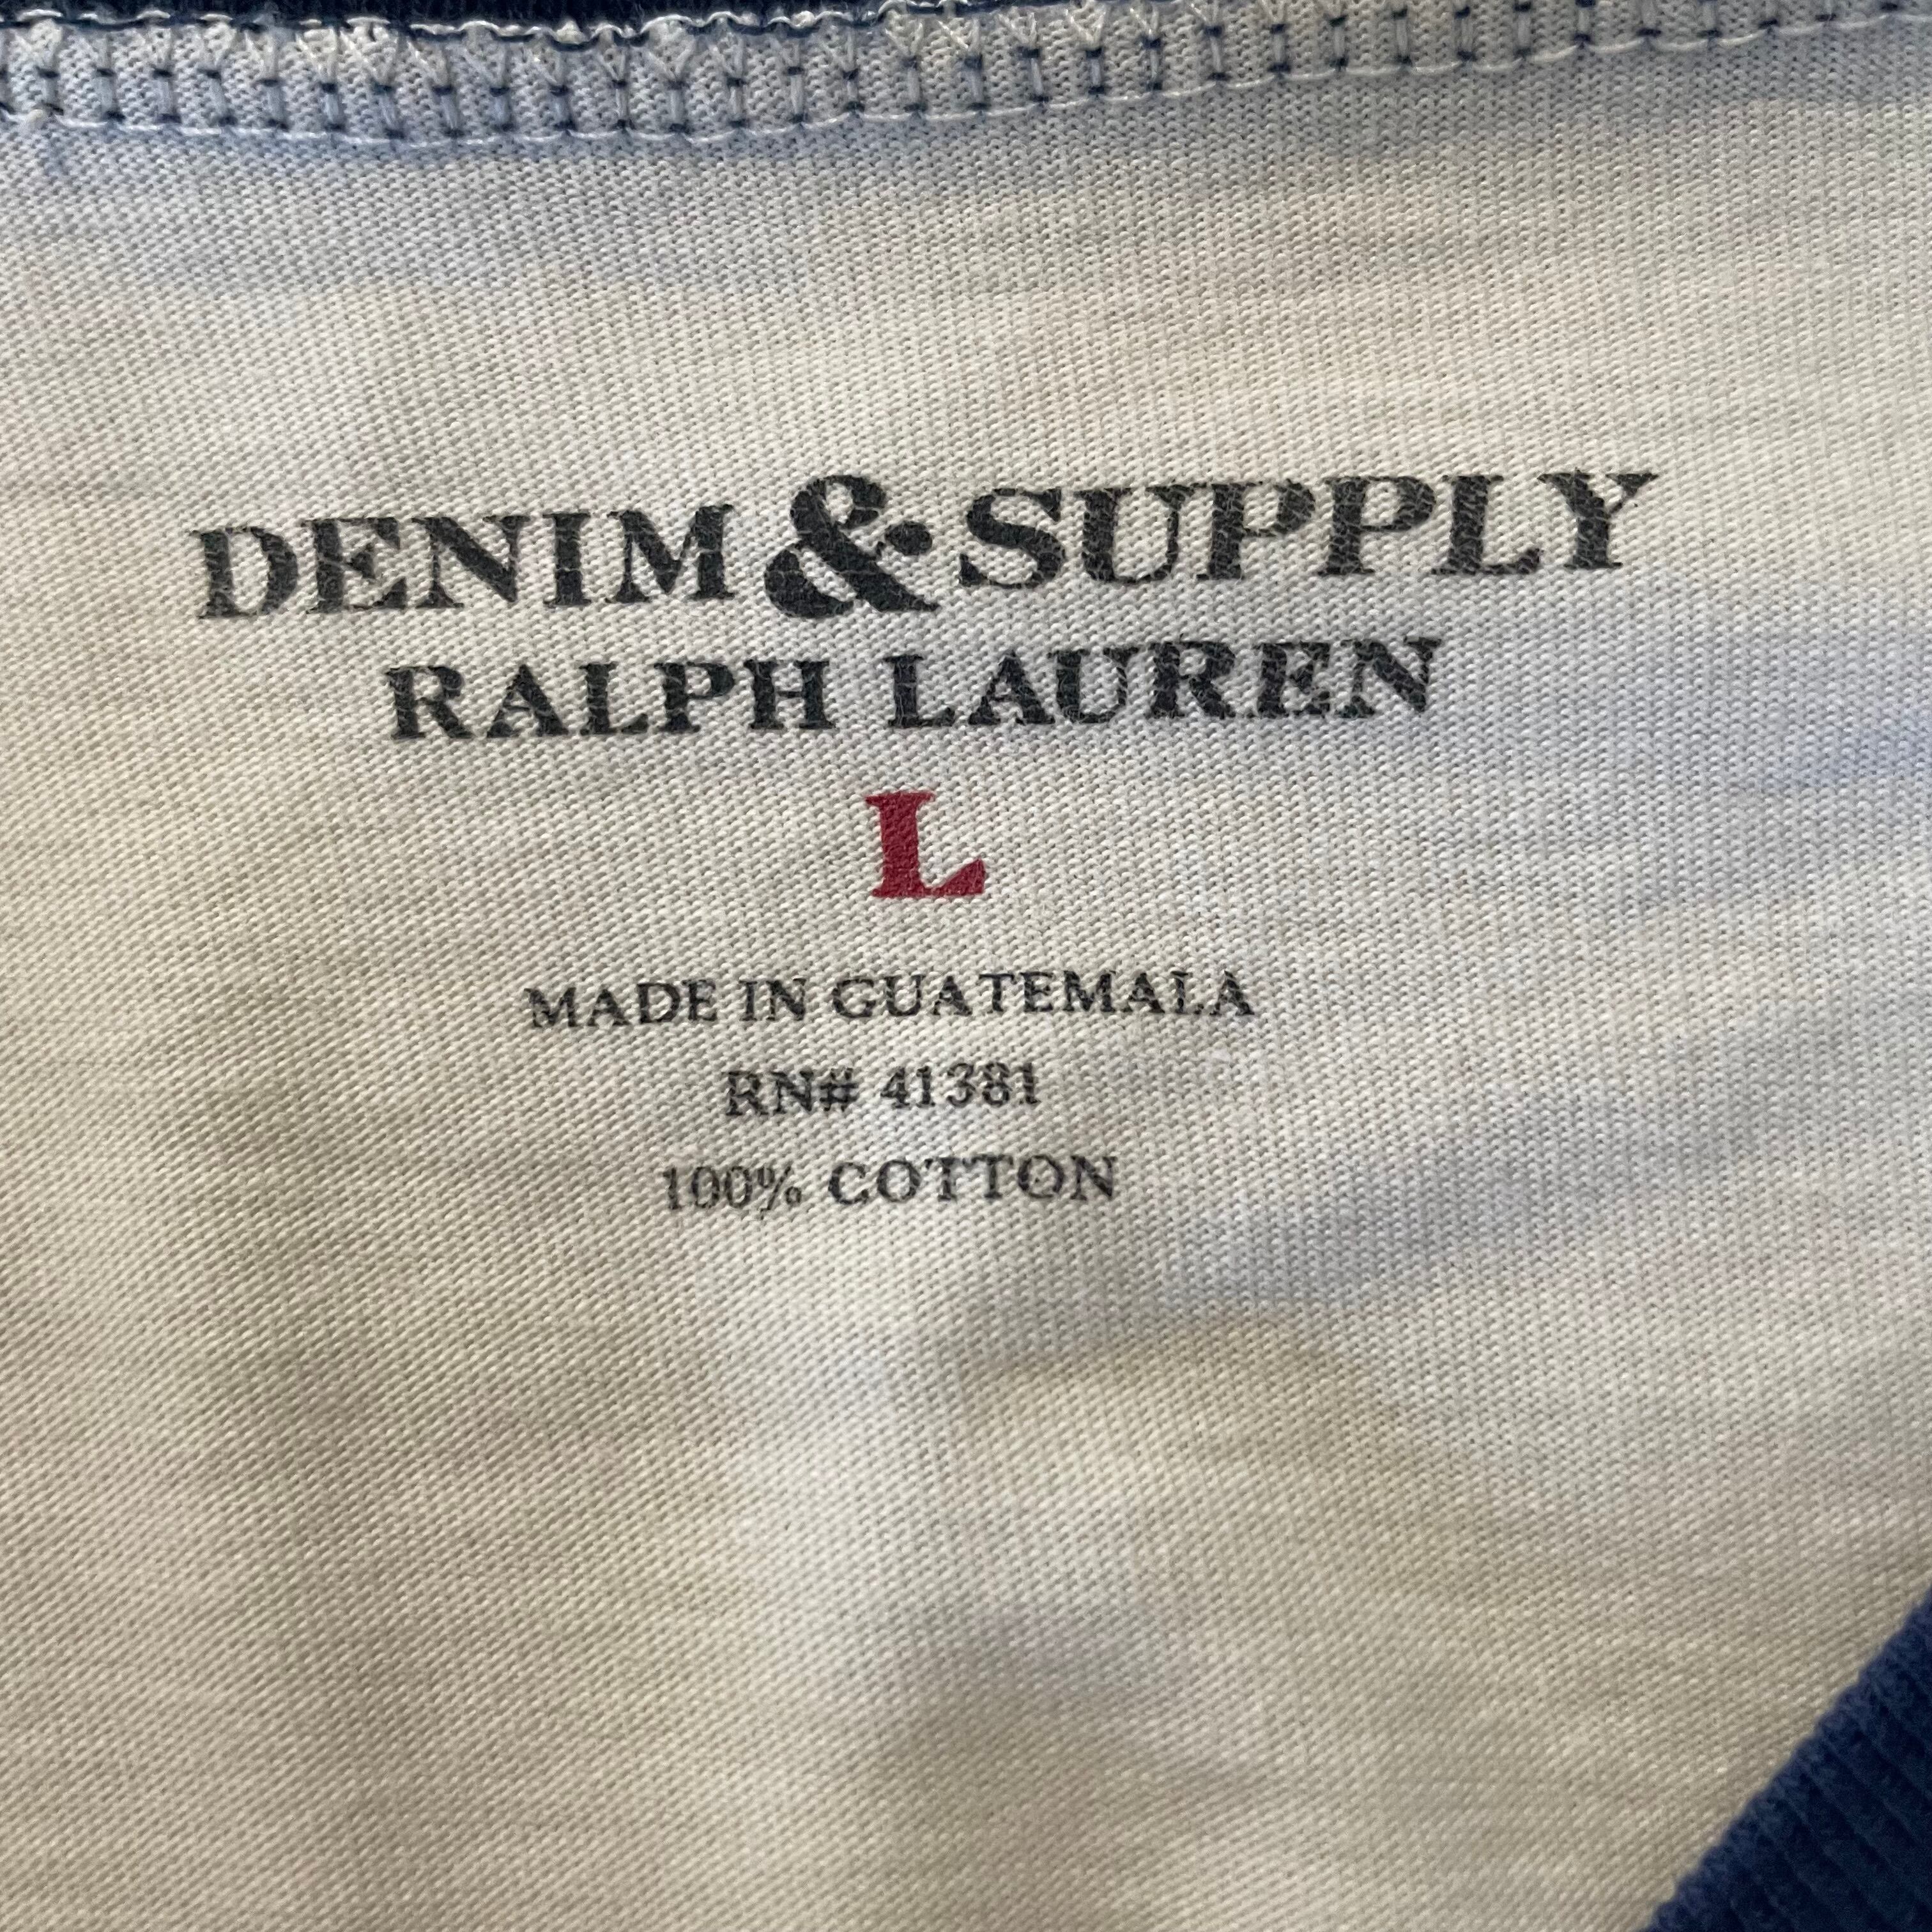 DENIM & SUPPLY
RALPH LAUREN
L
MADE IN GUATEMALA
RN# 41381
100% COTTON